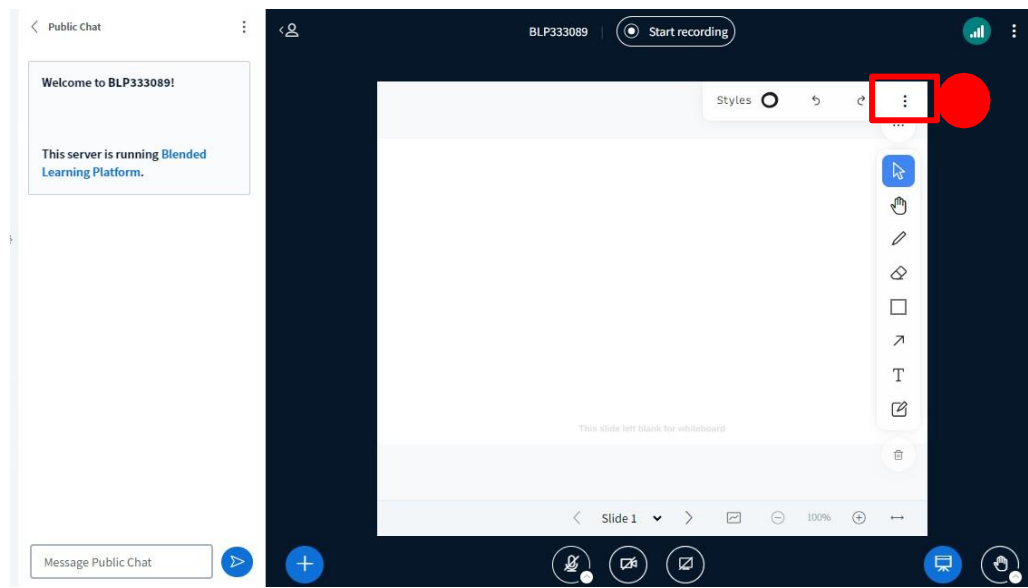 Public Chat
Welcome to BLP333089!
This server is running Blended
Learning Platform.
Message Public Chat
BLP333089
Start recording
Styles
This slide left blank for whiteboard
T
Slide 1
100%